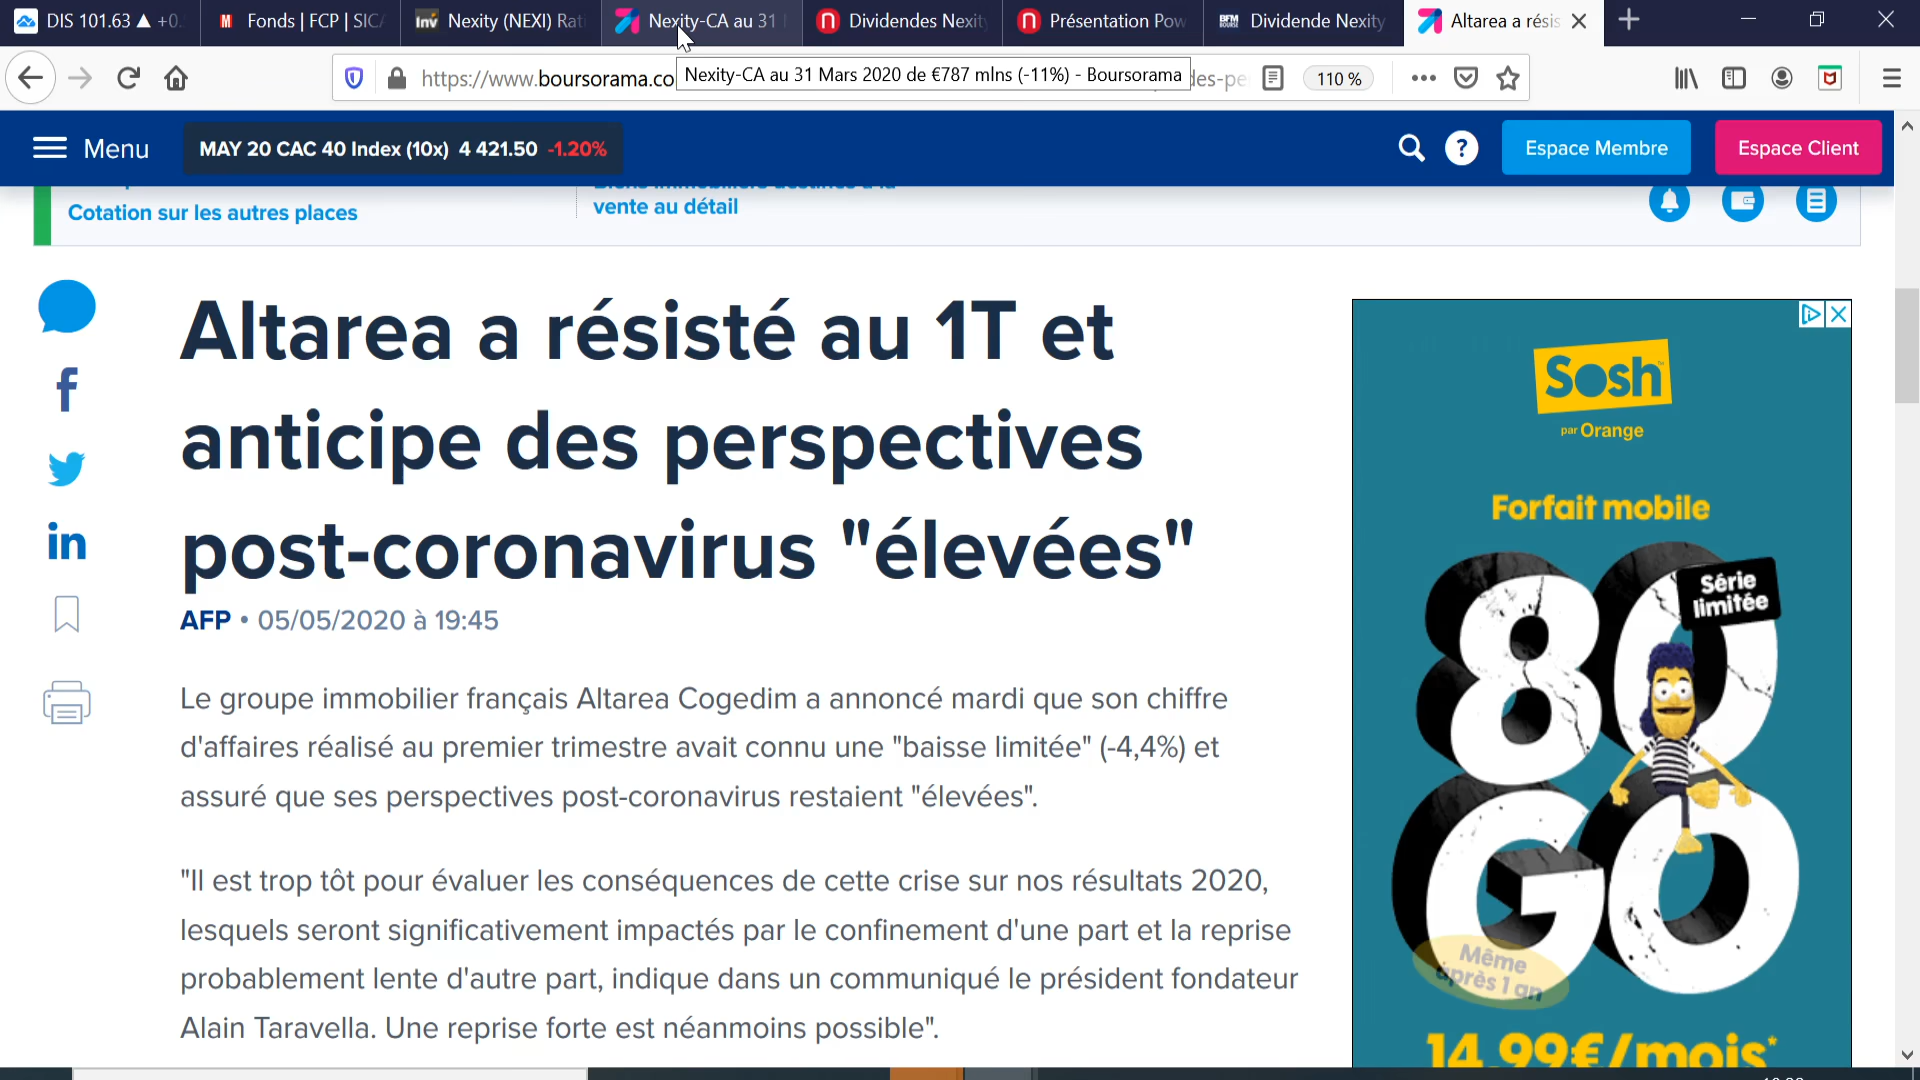 DIS 101.63 ▲ +0.
Fonds | FCP | SICA
Nexity (NEXI) Rati
Nexity-CA au 31
Dividendes Nexity
Présentation Pow
Dividende Nexity
Altarea a résis
https://www.boursorama.co
Nexity-CA au 31 Mars 2020 de €787 mlns (-11%) - Boursorama
des-pe
110 %
Menu
MAY 20 CAC 40 Index (10x) 4 421.50 -1.20%
?
Espace Membre
Espace Client
Cotation sur les autres places
Biens immobiliers destinés à la
vente au détail
Altarea a résisté au 1T et
anticipe des perspectives
post-coronavirus "élevées"
AFP • 05/05/2020 à 19:45
Le groupe immobilier français Altarea Cogedim a annoncé mardi que son chiffre
d'affaires réalisé au premier trimestre avait connu une "baisse limitée" (-4,4%) et
assuré que ses perspectives post-coronavirus restaient "élevées".
"Il est trop tôt pour évaluer les conséquences de cette crise sur nos résultats 2020,
lesquels seront significativement impactés par le confinement d'une part et la reprise
probablement lente d'autre part, indique dans un communiqué le président fondateur
Alain Taravella. Une reprise forte est néanmoins possible".
Sosh
par Orange
Forfait mobile
80
GO
Série
limitée
Même
après 1 an
14,99€/mois*